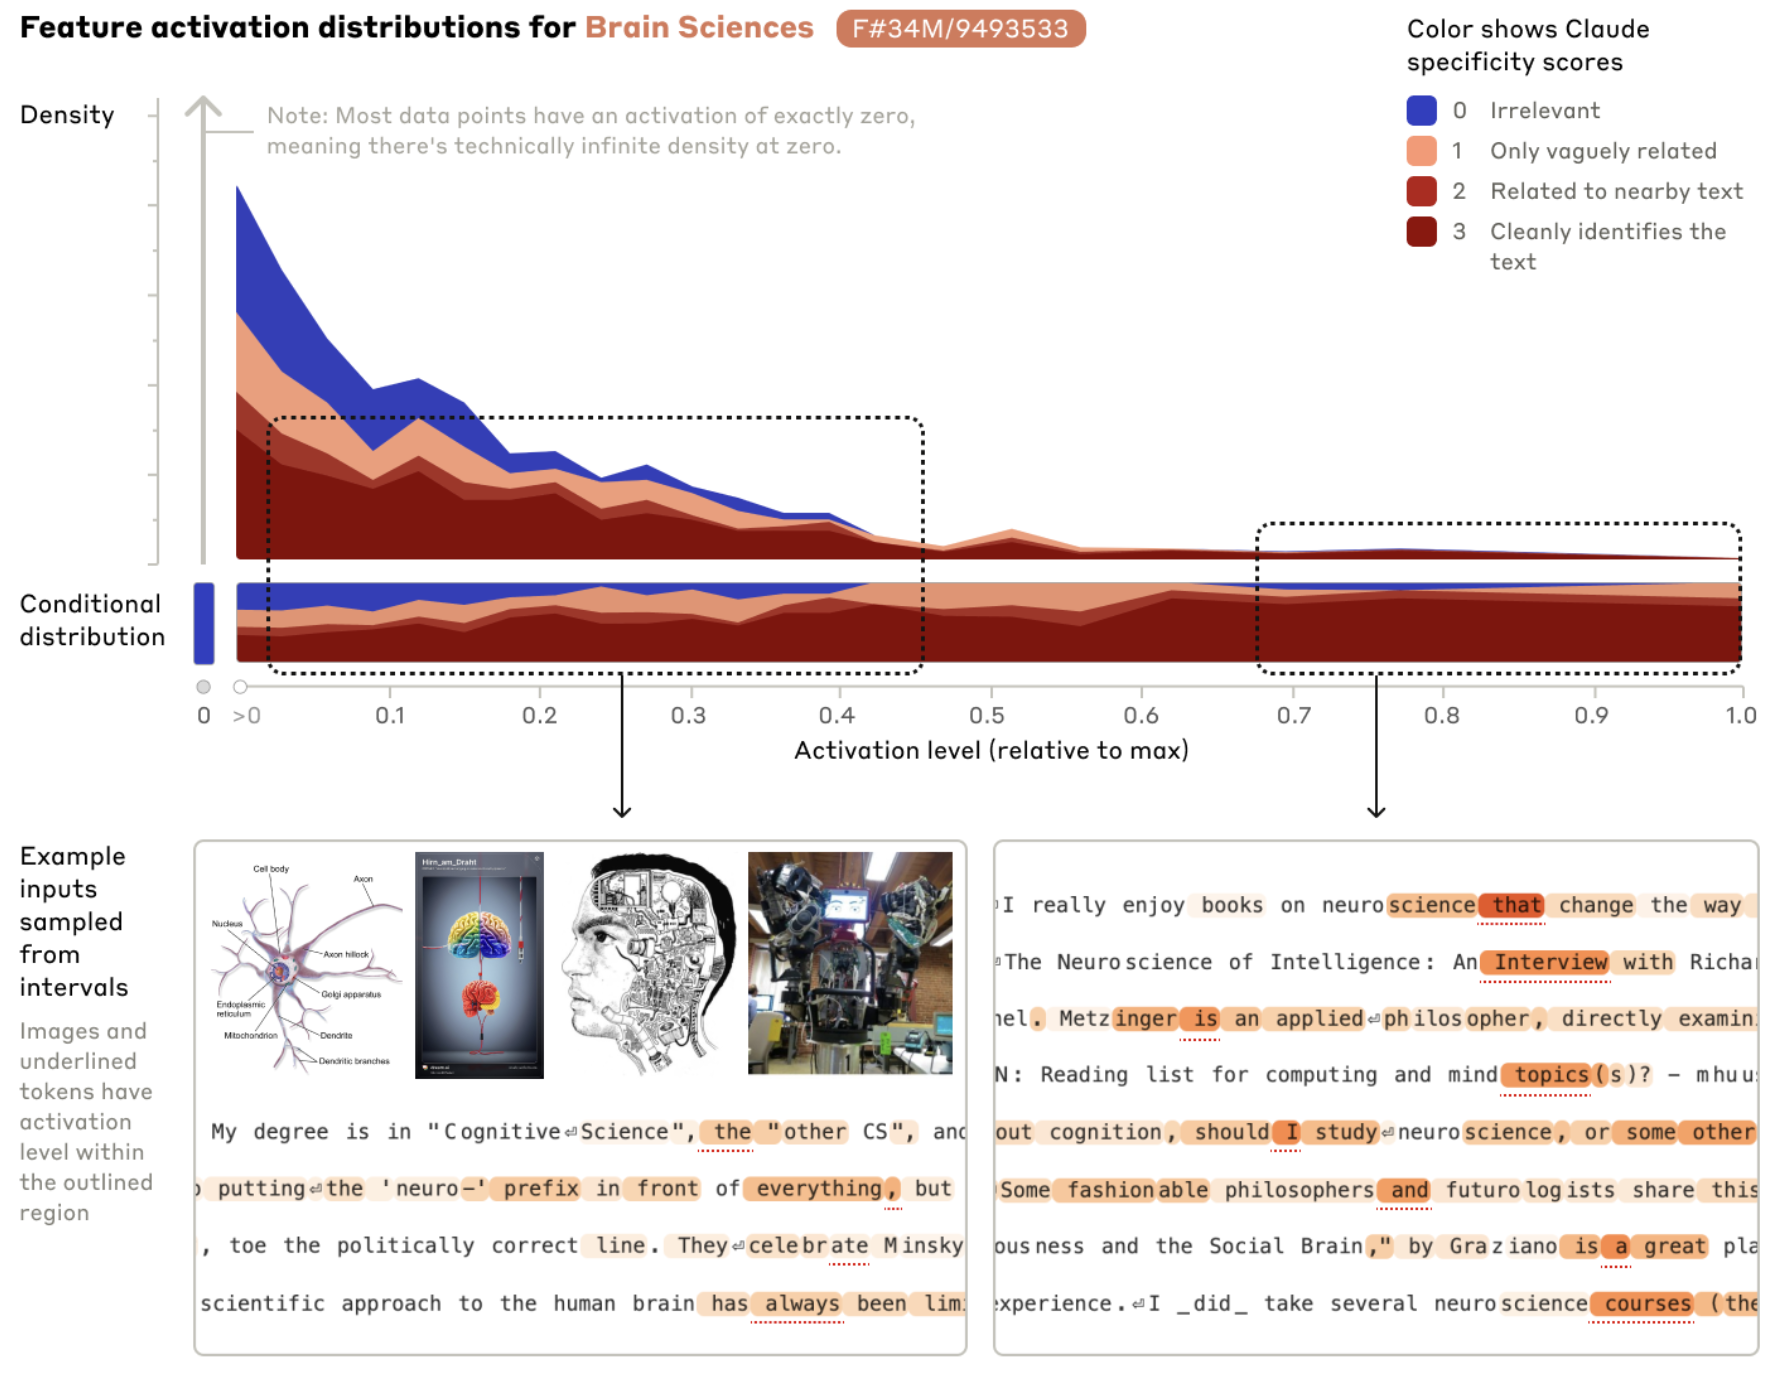 Feature activation distributions for Brain Sciences F#34M/9493533
Color shows Claude
specificity scores
0 Irrelevant
1 Only vaguely related
2 Related to nearby text
3 Cleanly identifies the
text
Density
Note: Most data points have an activation of exactly zero,
meaning there's technically infinite density at zero.
Conditional
distribution
0 >0 0.1 0.2 0.3 0.4 0.5 0.6 0.7 0.8 0.9 1.0
Activation level (relative to max)
Example
inputs
sampled
from
intervals
Images and
underlined
tokens have
activation
level within
the outlined
region
Cell body
Axon
Nucleus
Axon hillock
Endoplasmic
reticulum
Golgi apparatus
Mitochondrion
Dendrite
Dendritic branches
Hirn_am_Draht
My degree is in "Cognitive⏎Science", the "other CS", and
putting⏎the 'neuro-' prefix in front of everything, but
, toe the politically correct line. They⏎celebrate Minsky
scientific approach to the human brain has always been lim
I really enjoy books on neuroscience that change the way
The Neuroscience of Intelligence: An Interview with Richar
nel. Metzinger is an applied⏎philosopher, directly examin
N: Reading list for computing and mind topics(s)? – mhuu
out cognition, should I study⏎neuroscience, or some other
Some fashionable philosophers and futurologists share this
ousness and the Social Brain," by Graziano is a great pla
experience.⏎I _did_ take several neuroscience courses (the